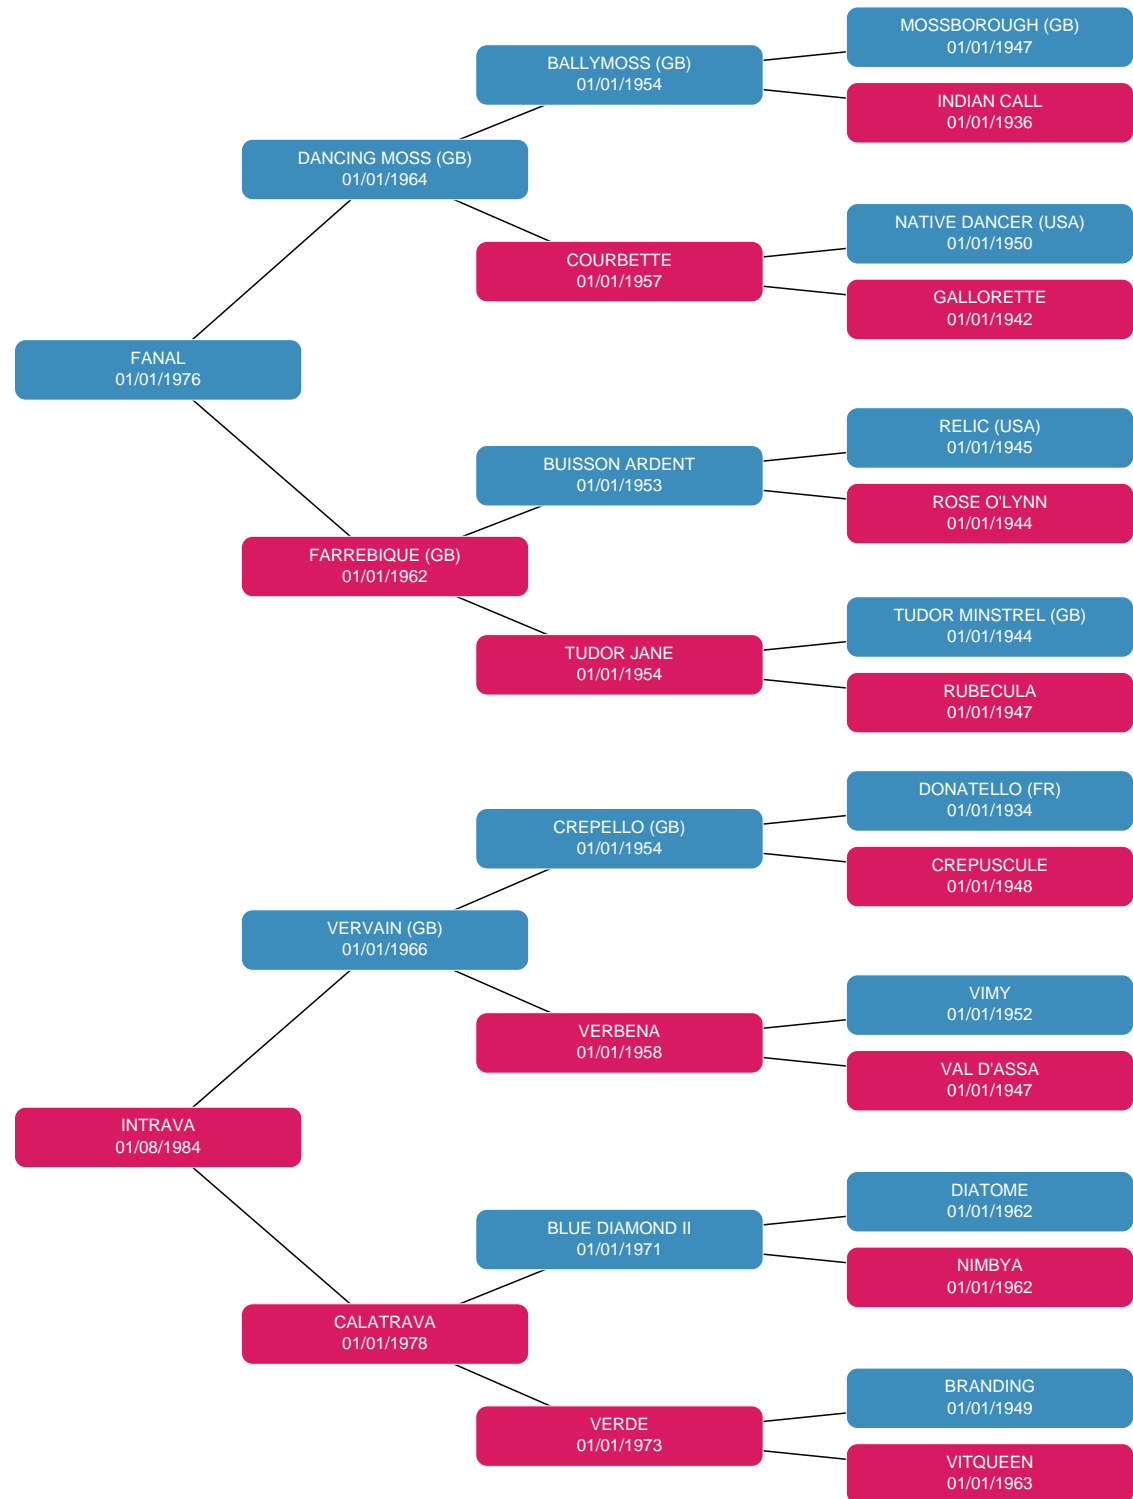 MOSSBOROUGH (GB)
01/01/1947
BALLYMOSS (GB)
01/01/1954
INDIAN CALL
01/01/1936
DANCING MOSS (GB)
01/01/1964
NATIVE DANCER (USA)
01/01/1950
COURBETTE
01/01/1957
GALLORETTE
01/01/1942
FANAL
01/01/1976
RELIC (USA)
01/01/1945
BUISSON ARDENT
01/01/1953
ROSE O'LYNN
01/01/1944
FARREBIQUE (GB)
01/01/1962
TUDOR MINSTREL (GB)
01/01/1944
TUDOR JANE
01/01/1954
RUBECULA
01/01/1947
DONATELLO (FR)
01/01/1934
CREPELLO (GB)
01/01/1954
CREPUSCULE
01/01/1948
VERVAIN (GB)
01/01/1966
VIMY
01/01/1952
VERBENA
01/01/1958
VAL D'ASSA
01/01/1947
INTRAVA
01/08/1984
DIATOME
01/01/1962
BLUE DIAMOND II
01/01/1971
NIMBYA
01/01/1962
CALATRAVA
01/01/1978
BRANDING
01/01/1949
VERDE
01/01/1973
VITQUEEN
01/01/1963